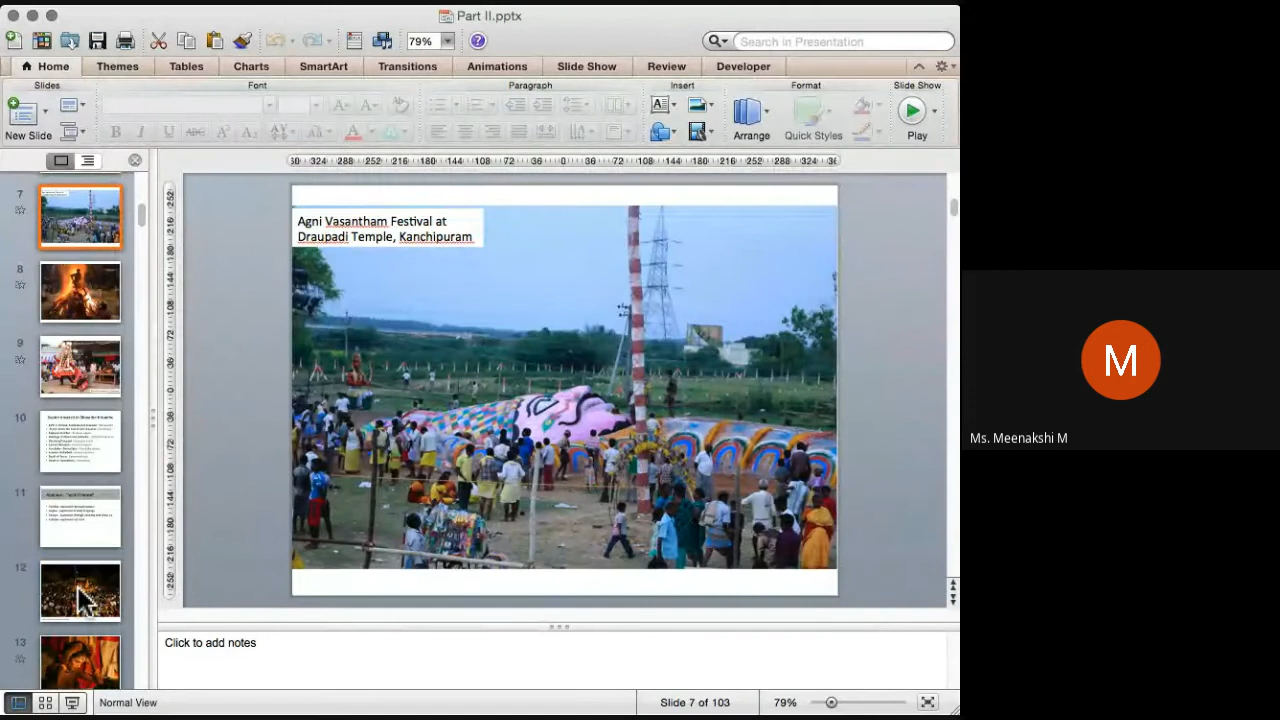 Part II.pptx
79%
Search in Presentation
Home Themes Tables Charts SmartArt Transitions Animations Slide Show Review Developer
Slides Font Paragraph Insert Format Slide Show
New Slide Arrange Quick Styles Play
Agni Vasantham Festival at
Draupadi Temple, Kanchipuram
7
8
9
10
11
12
13
M
Ms. Meenakshi M
Click to add notes
Normal View Slide 7 of 103 79%